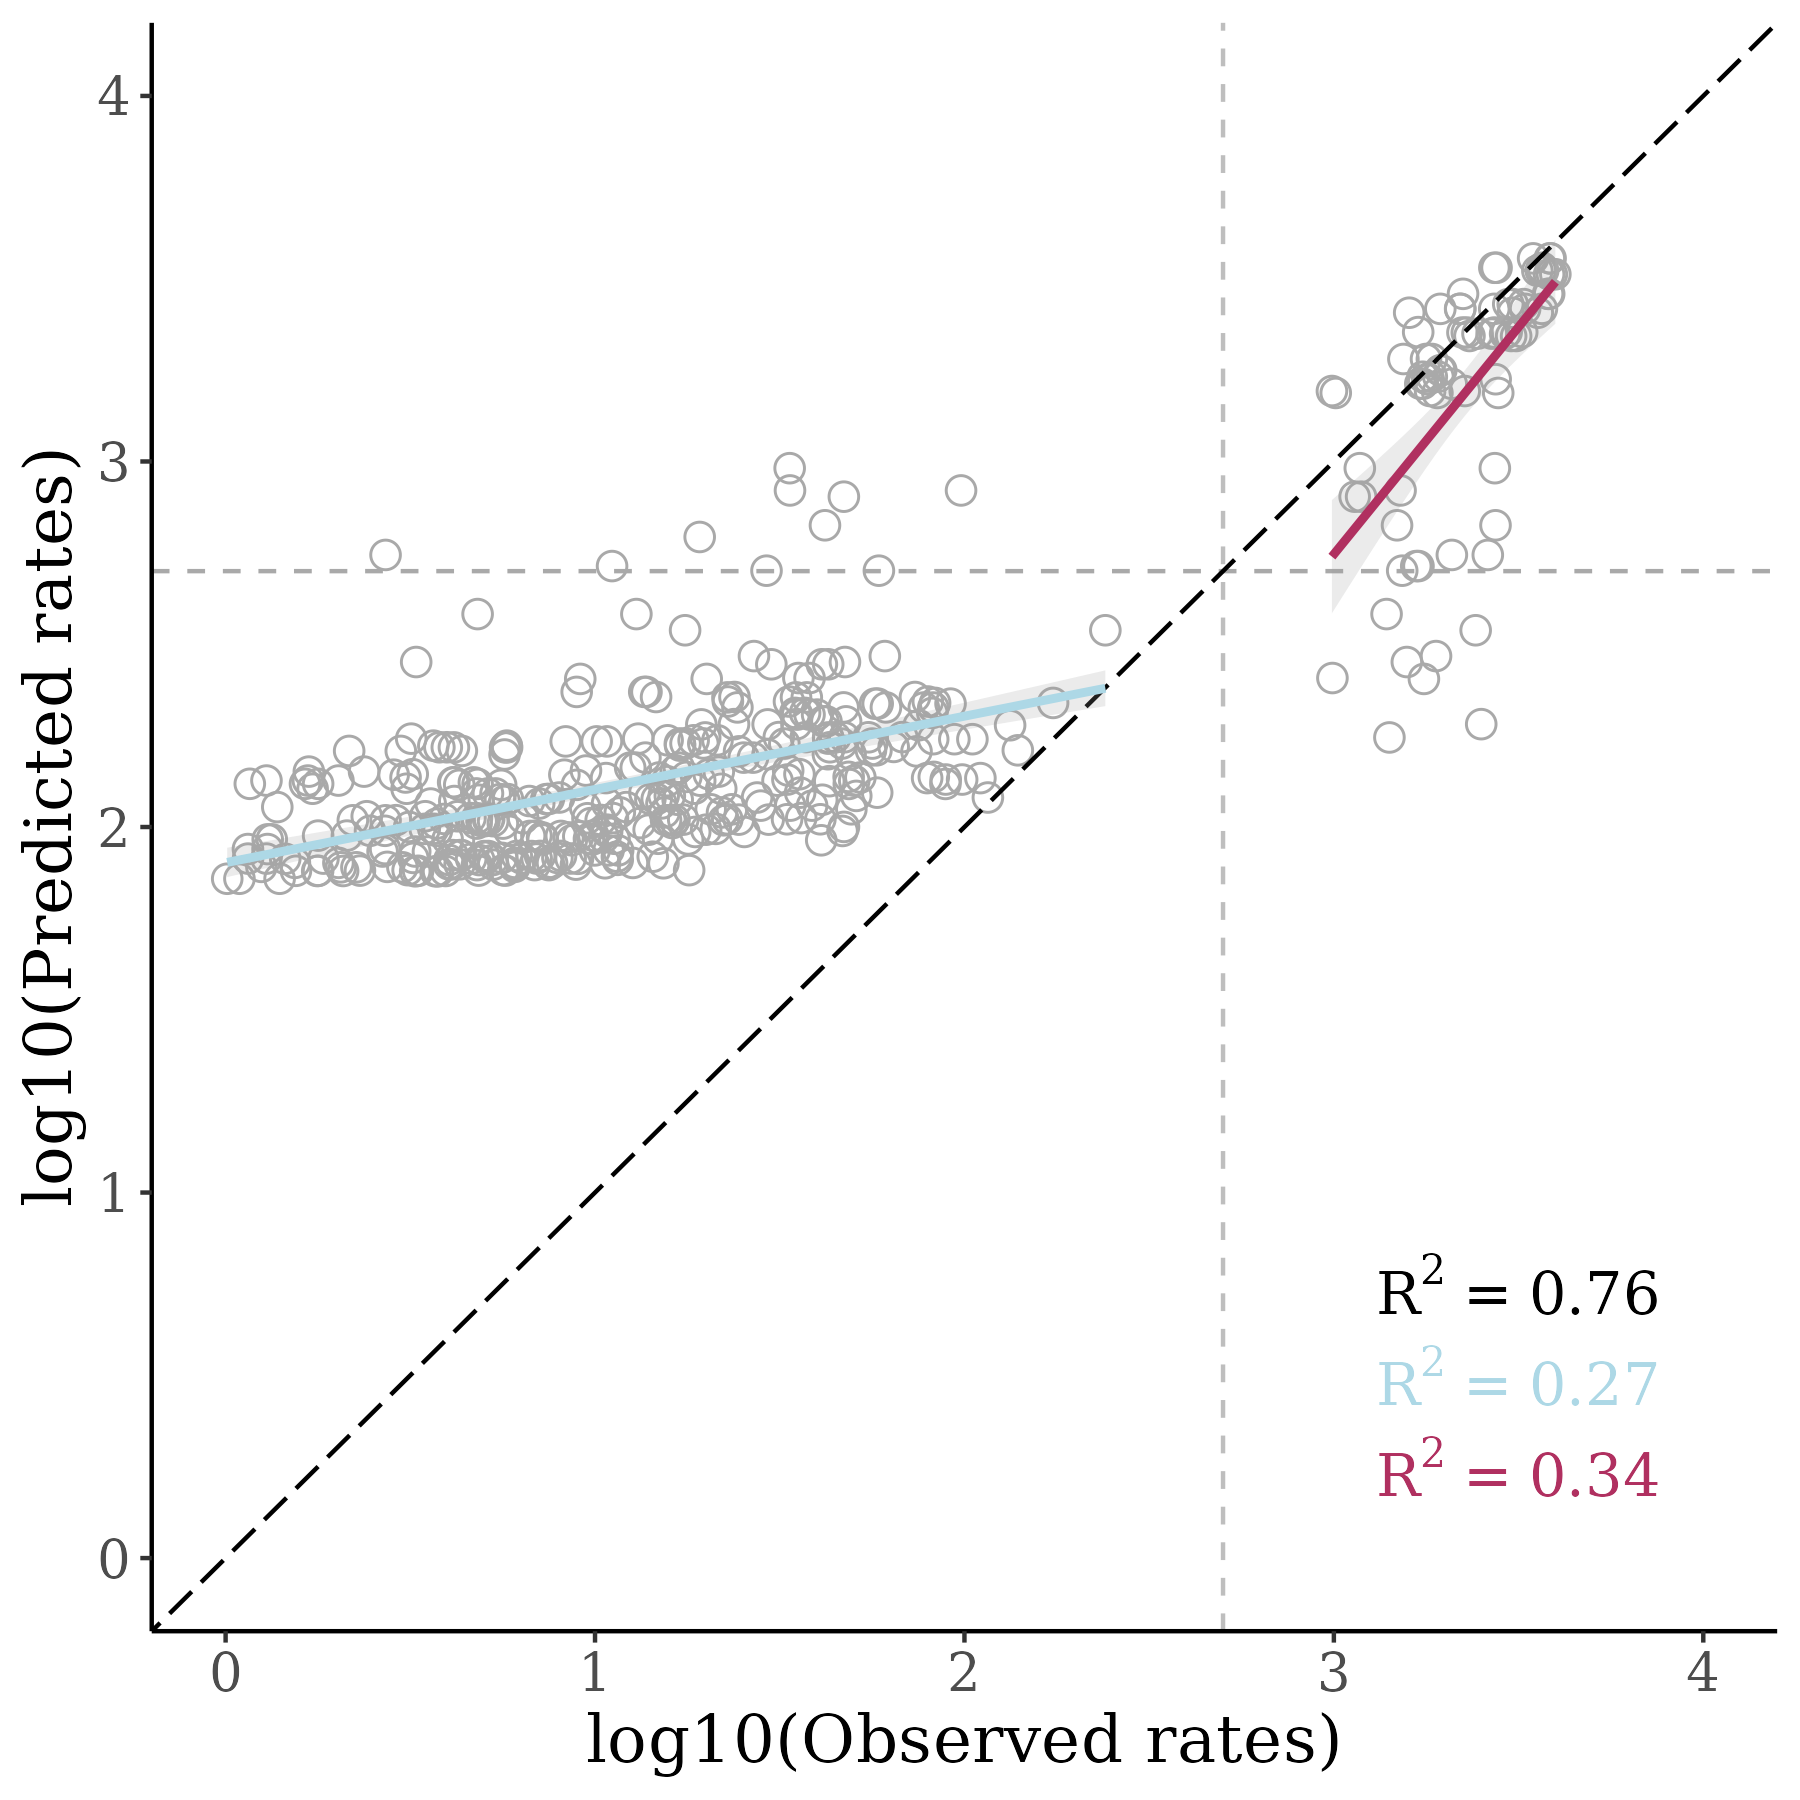 log10(Predicted rates)
4
3
2
1
0
R² = 0.76
R² = 0.27
R² = 0.34
0 1 2 3 4
log10(Observed rates)